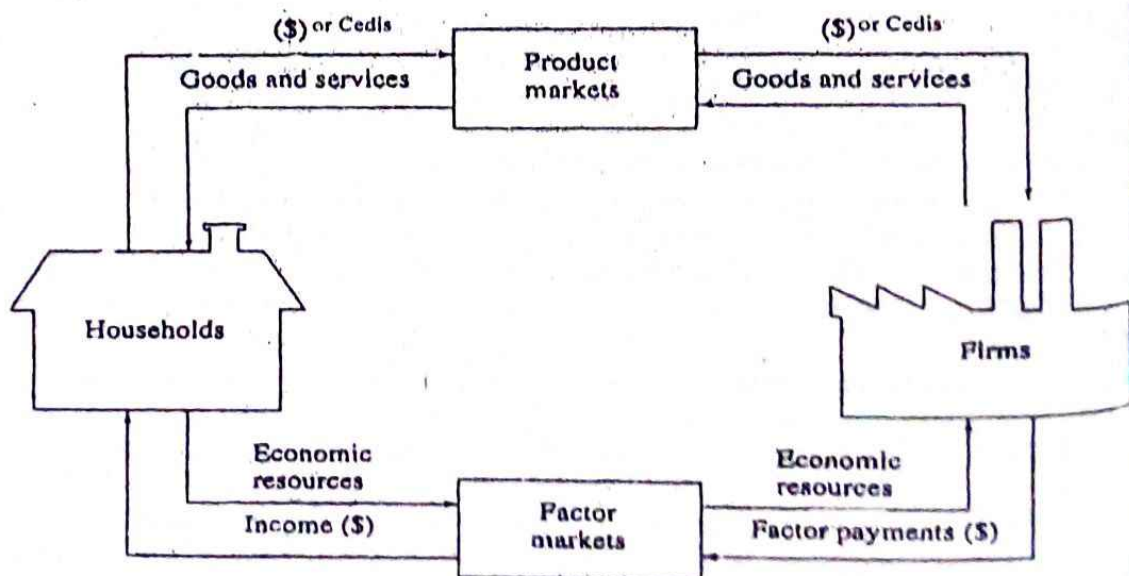 ($) or Cedis
Goods and services
Product
markets
($) or Cedis
Goods and services
Households
Firms
Economic
resources
Income ($)
Factor
markets
Economic
resources
Factor payments ($)